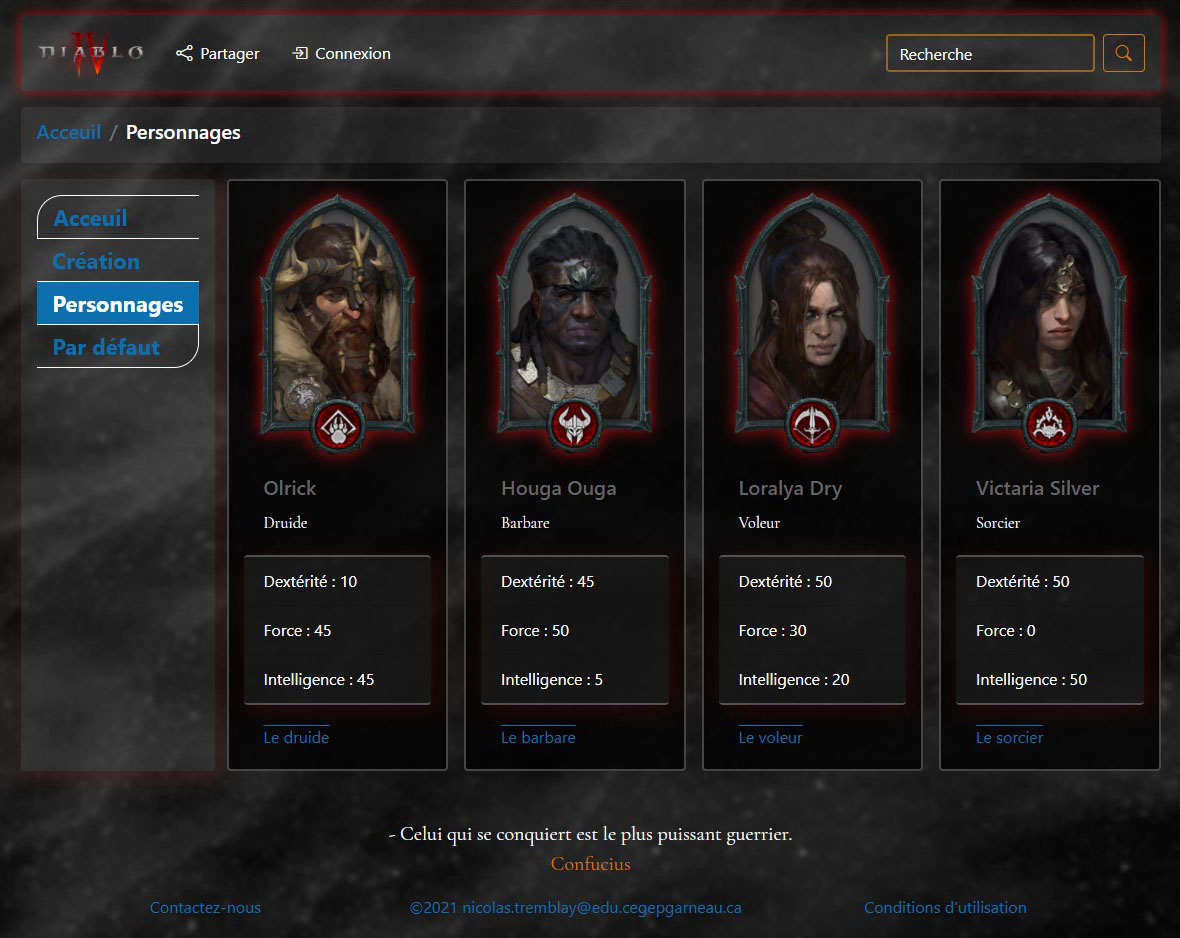 DIABLO IV
Partager
Connexion
Recherche
Acceuil / Personnages
Acceuil
Création
Personnages
Par défaut
Olrick
Druide
Dextérité : 10
Force : 45
Intelligence : 45
Le druide
Houga Ouga
Barbare
Dextérité : 45
Force : 50
Intelligence : 5
Le barbare
Loralya Dry
Voleur
Dextérité : 50
Force : 30
Intelligence : 20
Le voleur
Victaria Silver
Sorcier
Dextérité : 50
Force : 0
Intelligence : 50
Le sorcier
- Celui qui se conquiert est le plus puissant guerrier.
Confucius
Contactez-nous
©2021 nicolas.tremblay@edu.cegepgarneau.ca
Conditions d'utilisation